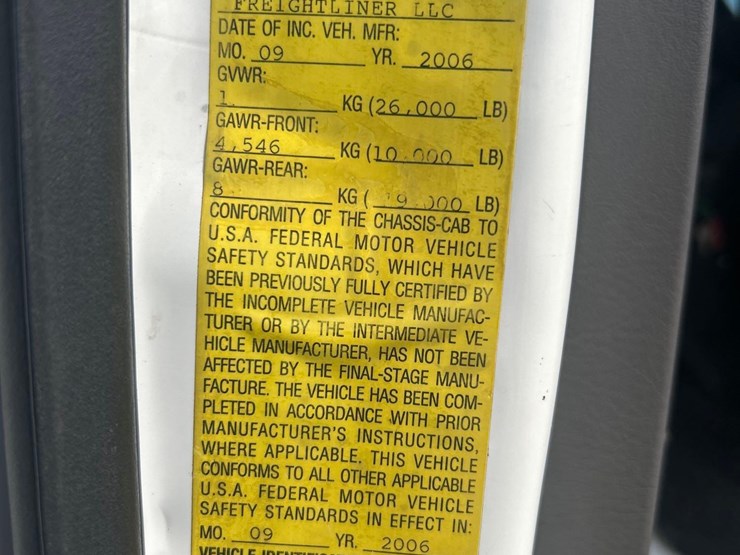 FREIGHTLINER LLC
DATE OF INC. VEH. MFR:
MO. 09 YR. 2006
GVWR:
1 KG (26,000 LB)
GAWR-FRONT:
4,546 KG (10,000 LB)
GAWR-REAR:
8 KG ( 9,000 LB)
CONFORMITY OF THE CHASSIS-CAB TO
U.S.A. FEDERAL MOTOR VEHICLE
SAFETY STANDARDS, WHICH HAVE
BEEN PREVIOUSLY FULLY CERTIFIED BY
THE INCOMPLETE VEHICLE MANUFAC-
TURER OR BY THE INTERMEDIATE VE-
HICLE MANUFACTURER, HAS NOT BEEN
AFFECTED BY THE FINAL-STAGE MANU-
FACTURE. THE VEHICLE HAS BEEN COM-
PLETED IN ACCORDANCE WITH PRIOR
MANUFACTURER'S INSTRUCTIONS,
WHERE APPLICABLE. THIS VEHICLE
CONFORMS TO ALL OTHER APPLICABLE
U.S.A. FEDERAL MOTOR VEHICLE
SAFETY STANDARDS IN EFFECT IN:
MO. 09 YR. 2006
VEHICLE